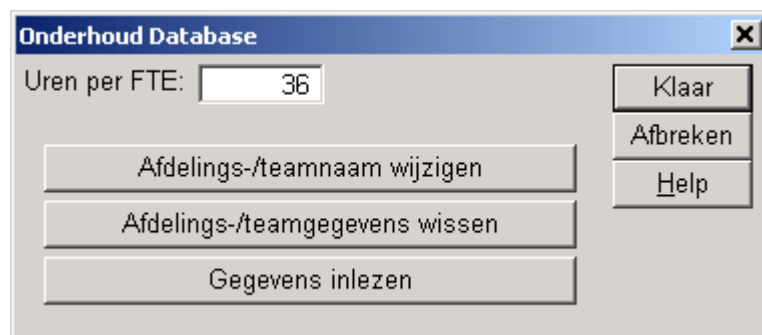 Onderhoud Database
Uren per FTE: 36
Klaar
Afbreken
Help
Afdelings-/teamnaam wijzigen
Afdelings-/teamgegevens wissen
Gegevens inlezen